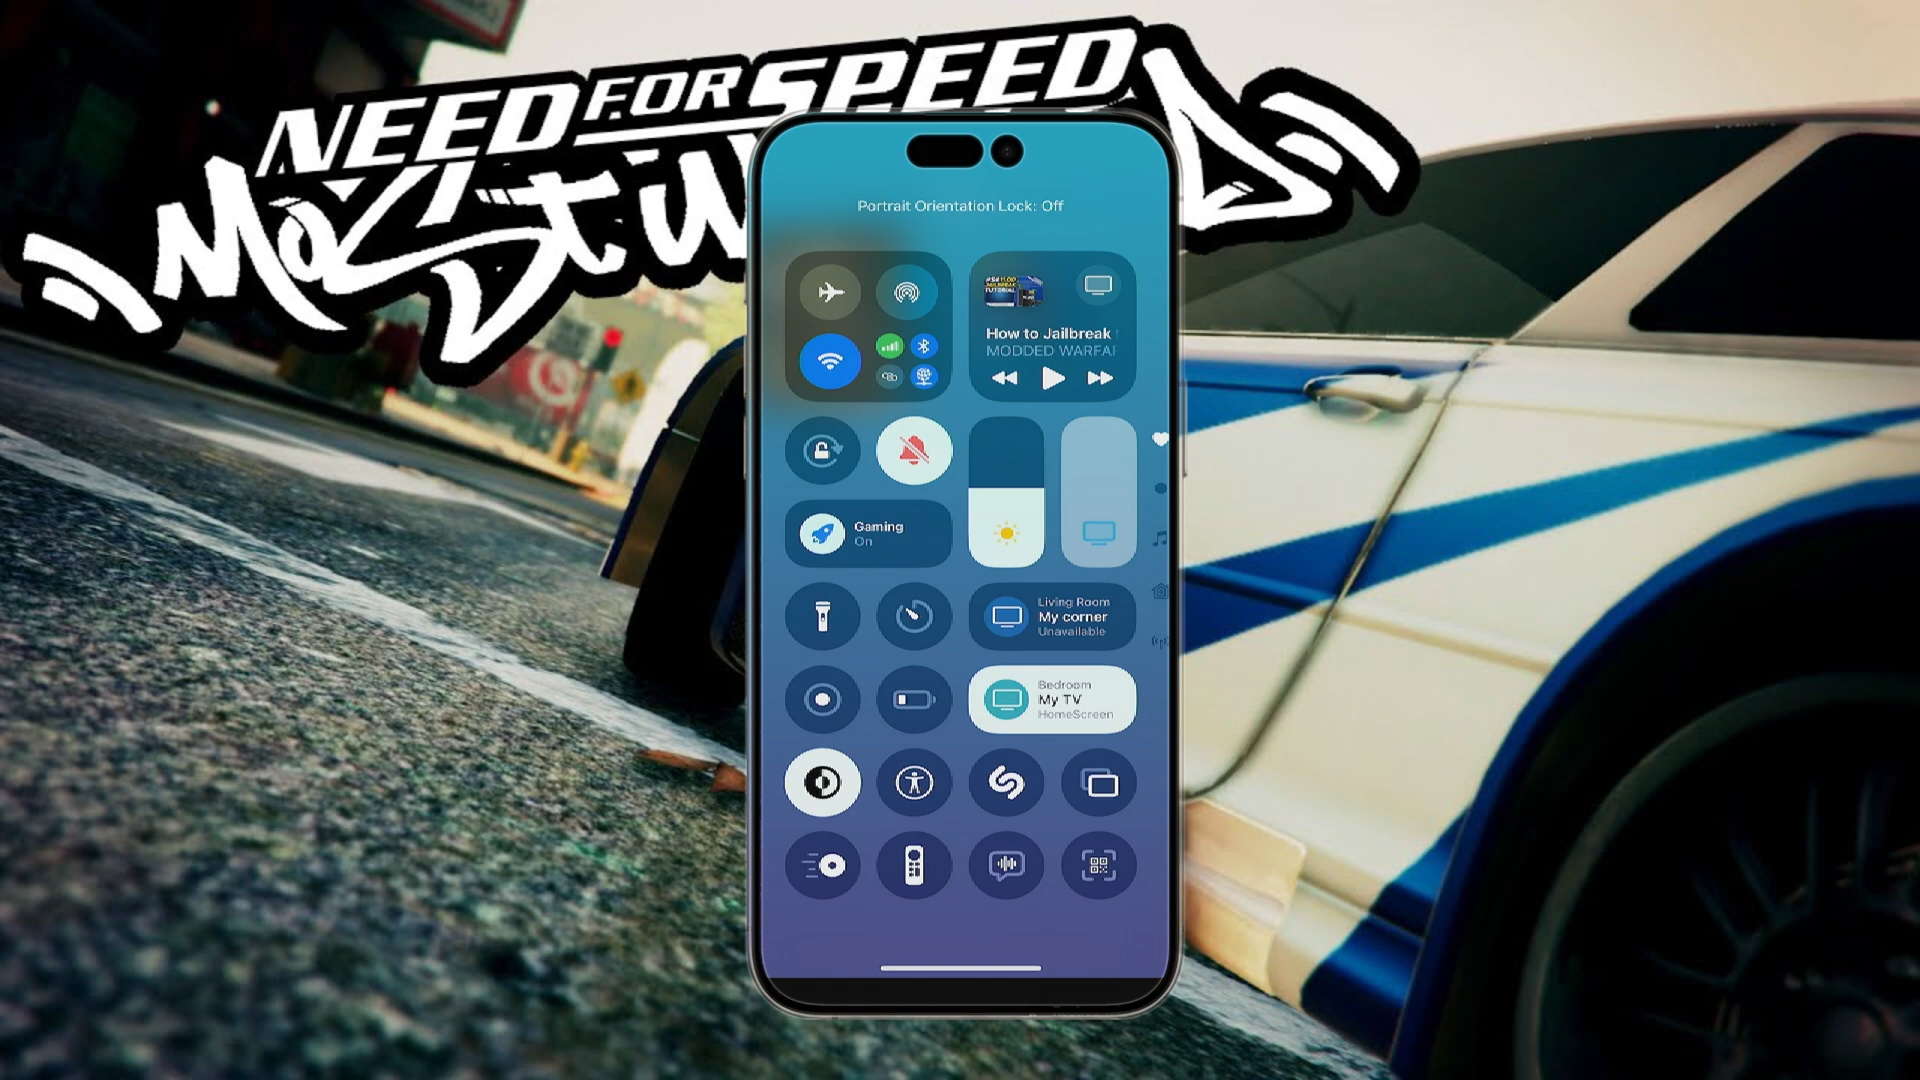 NEED FOR SPEED
MOST
Portrait Orientation Lock: Off
How to Jailbreak
MODDED WARFAI
Gaming
On
Living Room
My corner
Unavailable
Bedroom
My TV
HomeScreen